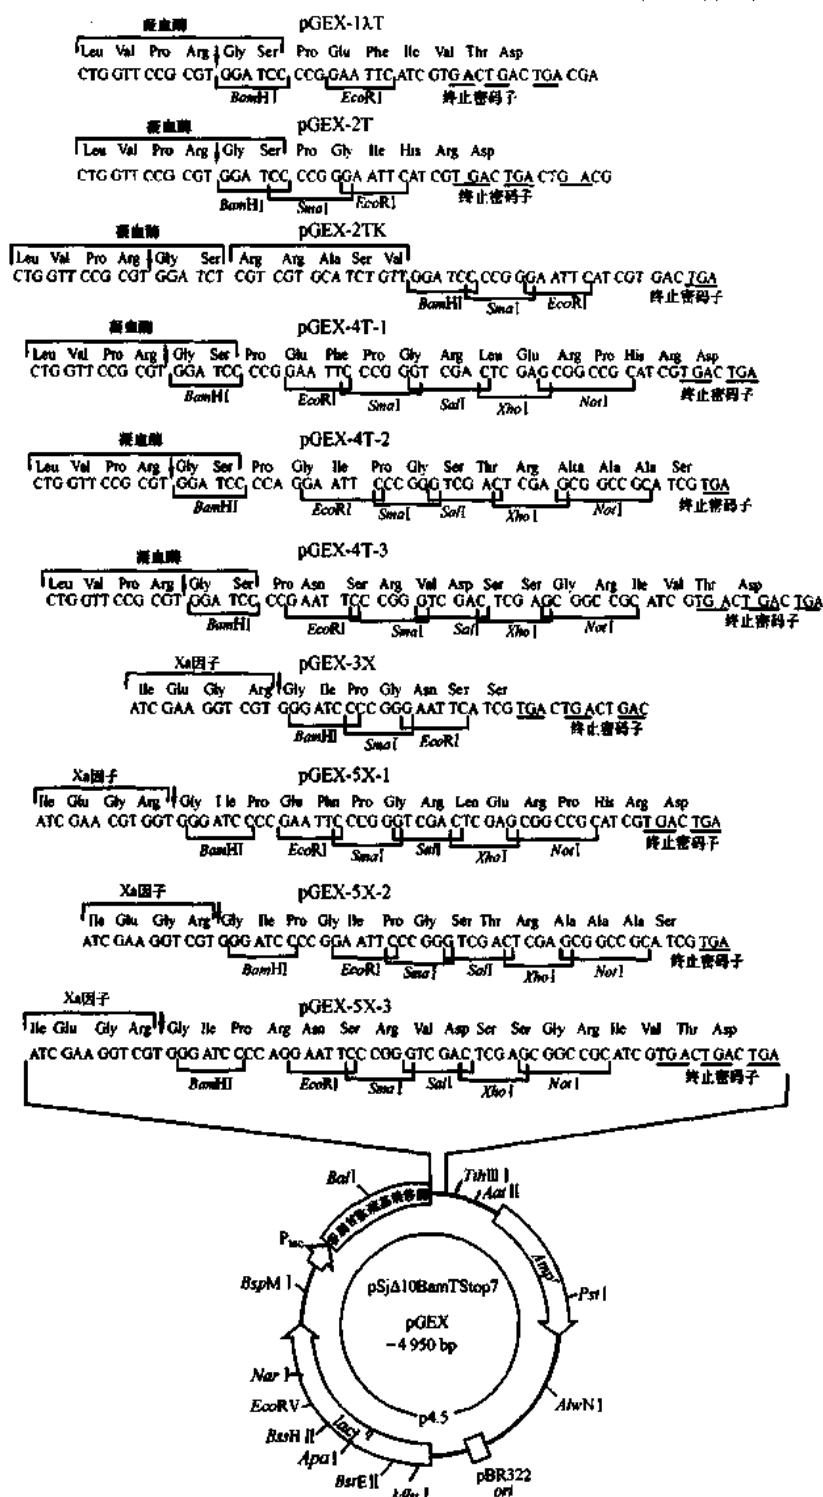 pGEX-1λT
凝血酶
Leu Val Pro Arg Gly Ser Pro Glu Phe Ile Val Thr Asp
CTG GTT CCG CGT GGA TCC CCG GAA TTC ATC GTG ACT GAC TGA CGA
BamHI EcoRI 终止密码子
凝血酶 pGEX-2T
Leu Val Pro Arg Gly Ser Pro Gly Ile His Arg Asp
CTG GTT CCG CGT GGA TCC CCG GGA ATT CAT CGT GAC TGA CTG ACG
BamHI SmaI EcoRI 终止密码子
凝血酶 pGEX-2TK
Leu Val Pro Arg Gly Ser Arg Arg Ala Ser Val
CTG GTT CCG CGT GGA TCT CGT CGT GCA TCT GTT GGA TCC CCG GGA ATT CAT CGT GAC TGA
BamHI SmaI EcoRI 终止密码子
凝血酶 pGEX-4T-1
Leu Val Pro Arg Gly Ser Pro Glu Phe Pro Gly Arg Leu Glu Arg Pro His Arg Asp
CTG GTT CCG CGT GGA TCC CCG GAA TTC CCG GGT CGA CTC GAG CGG CCG CAT CGT GAC TGA
BamHI EcoRI SmaI SalI XhoI NotI 终止密码子
凝血酶 pGEX-4T-2
Leu Val Pro Arg Gly Ser Pro Gly Ile Pro Gly Ser Thr Arg Ala Ala Ala Ser
CTG GTT CCG CGT GGA TCC CCA GGA ATT CCC GGG TCG ACT CGA GCG GCC GCA TCG TGA
BamHI EcoRI SmaI SalI XhoI NotI 终止密码子
凝血酶 pGEX-4T-3
Leu Val Pro Arg Gly Ser Pro Asn Ser Arg Val Asp Ser Ser Gly Arg Ile Val Thr Asp
CTG GTT CCG CGT GGA TCC CCG AAT TCC CGG GTC GAC TCG AGC GGC CGC ATC GTG ACT GAC TGA
BamHI EcoRI SmaI SalI XhoI NotI 终止密码子
Xa因子 pGEX-3X
Ile Glu Gly Arg Gly Ile Pro Gly Asn Ser Ser
ATC GAA GGT CGT GGG ATC CCC GGG AAT TCA TCG TGA CTG ACT GAC
BamHI SmaI EcoRI 终止密码子
Xa因子 pGEX-5X-1
Ile Glu Gly Arg Gly Ile Pro Glu Phe Pro Gly Arg Leu Glu Arg Pro His Arg Asp
ATC GAA CGT GGT GGG ATC CCC GAA TTC CCG GGT CGA CTC GAG CGG CCG CAT CGT GAC TGA
BamHI EcoRI SmaI SalI XhoI NotI 终止密码子
Xa因子 pGEX-5X-2
Ile Glu Gly Arg Gly Ile Pro Gly Ile Pro Gly Ser Thr Arg Ala Ala Ala Ser
ATC GAA GGT CGT GGG ATC CCC GGA ATT CCC GGG TCG ACT CGA GCG GCC GCA TCG TGA
BamHI EcoRI SmaI SalI XhoI NotI 终止密码子
Xa因子 pGEX-5X-3
Ile Glu Gly Arg Gly Ile Pro Arg Asn Ser Arg Val Asp Ser Ser Gly Arg Ile Val Thr Asp
ATC GAA GGT CGT GGG ATC CCC AGG AAT TCC CGG GTC GAC TCG AGC GGC CGC ATC GTG ACT GAC TGA
BamHI EcoRI SmaI SalI XhoI NotI 终止密码子
BalI
TthIII I
AatII
Ptac
Ampr
BspMI
pSjΔ10BamTStop7
PstI
pGEX
~4 950 bp
NarI
EcoRV
AlwNI
p4.5
BssHII
lacIq
ApaI
BstEII
pBR322
ori